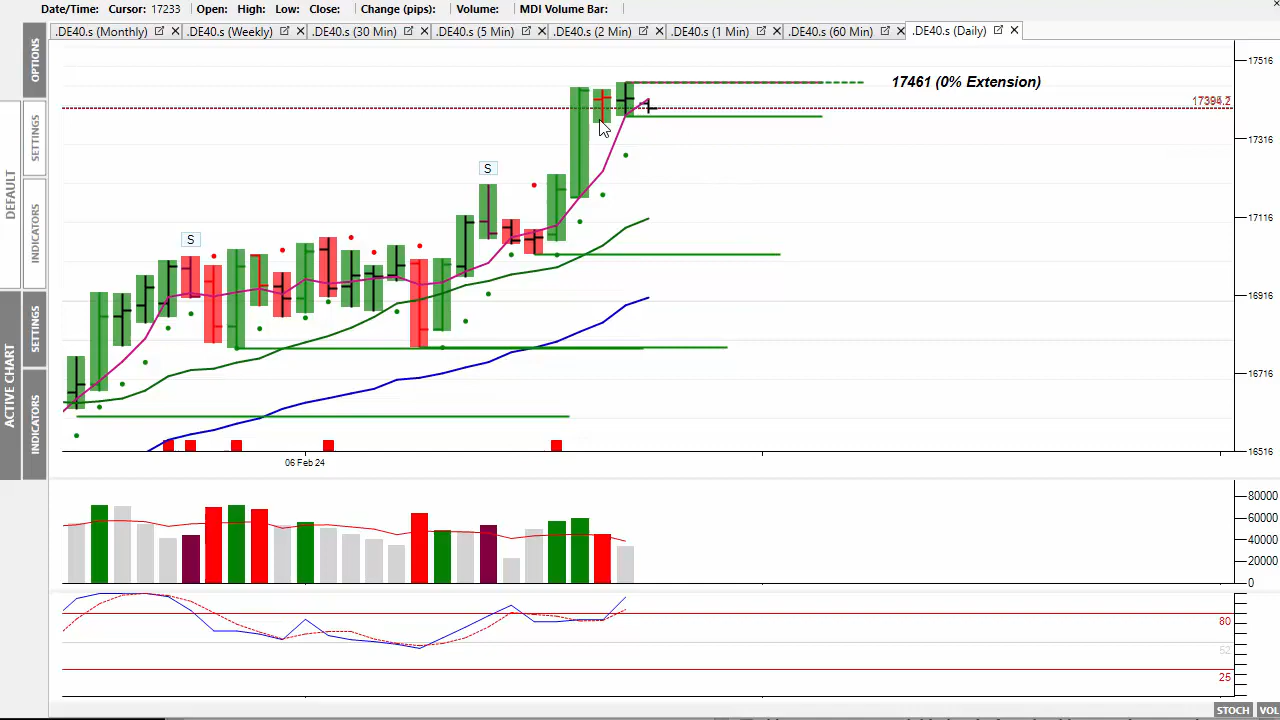 Date/Time: Cursor: 17233 Open: High: Low: Close: Change (pips): Volume: MDI Volume Bar:
.DE40.s (Monthly) .DE40.s (Weekly) .DE40.s (30 Min) .DE40.s (5 Min) .DE40.s (2 Min) .DE40.s (1 Min) .DE40.s (60 Min) .DE40.s (Daily)
OPTIONS
SETTINGS
DEFAULT
INDICATORS
SETTINGS
ACTIVE CHART
INDICATORS
17461 (0% Extension)
S
S
17516
17316
17116
16916
16716
16516
06 Feb 24
80000
60000
40000
20000
0
80
52
25
STOCH VOL